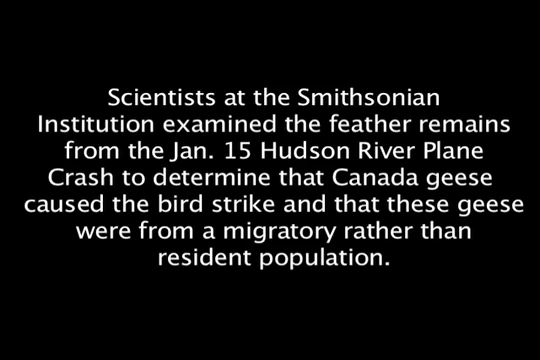 Scientists at the Smithsonian
Institution examined the feather remains
from the Jan. 15 Hudson River Plane
Crash to determine that Canada geese
caused the bird strike and that these geese
were from a migratory rather than
resident population.